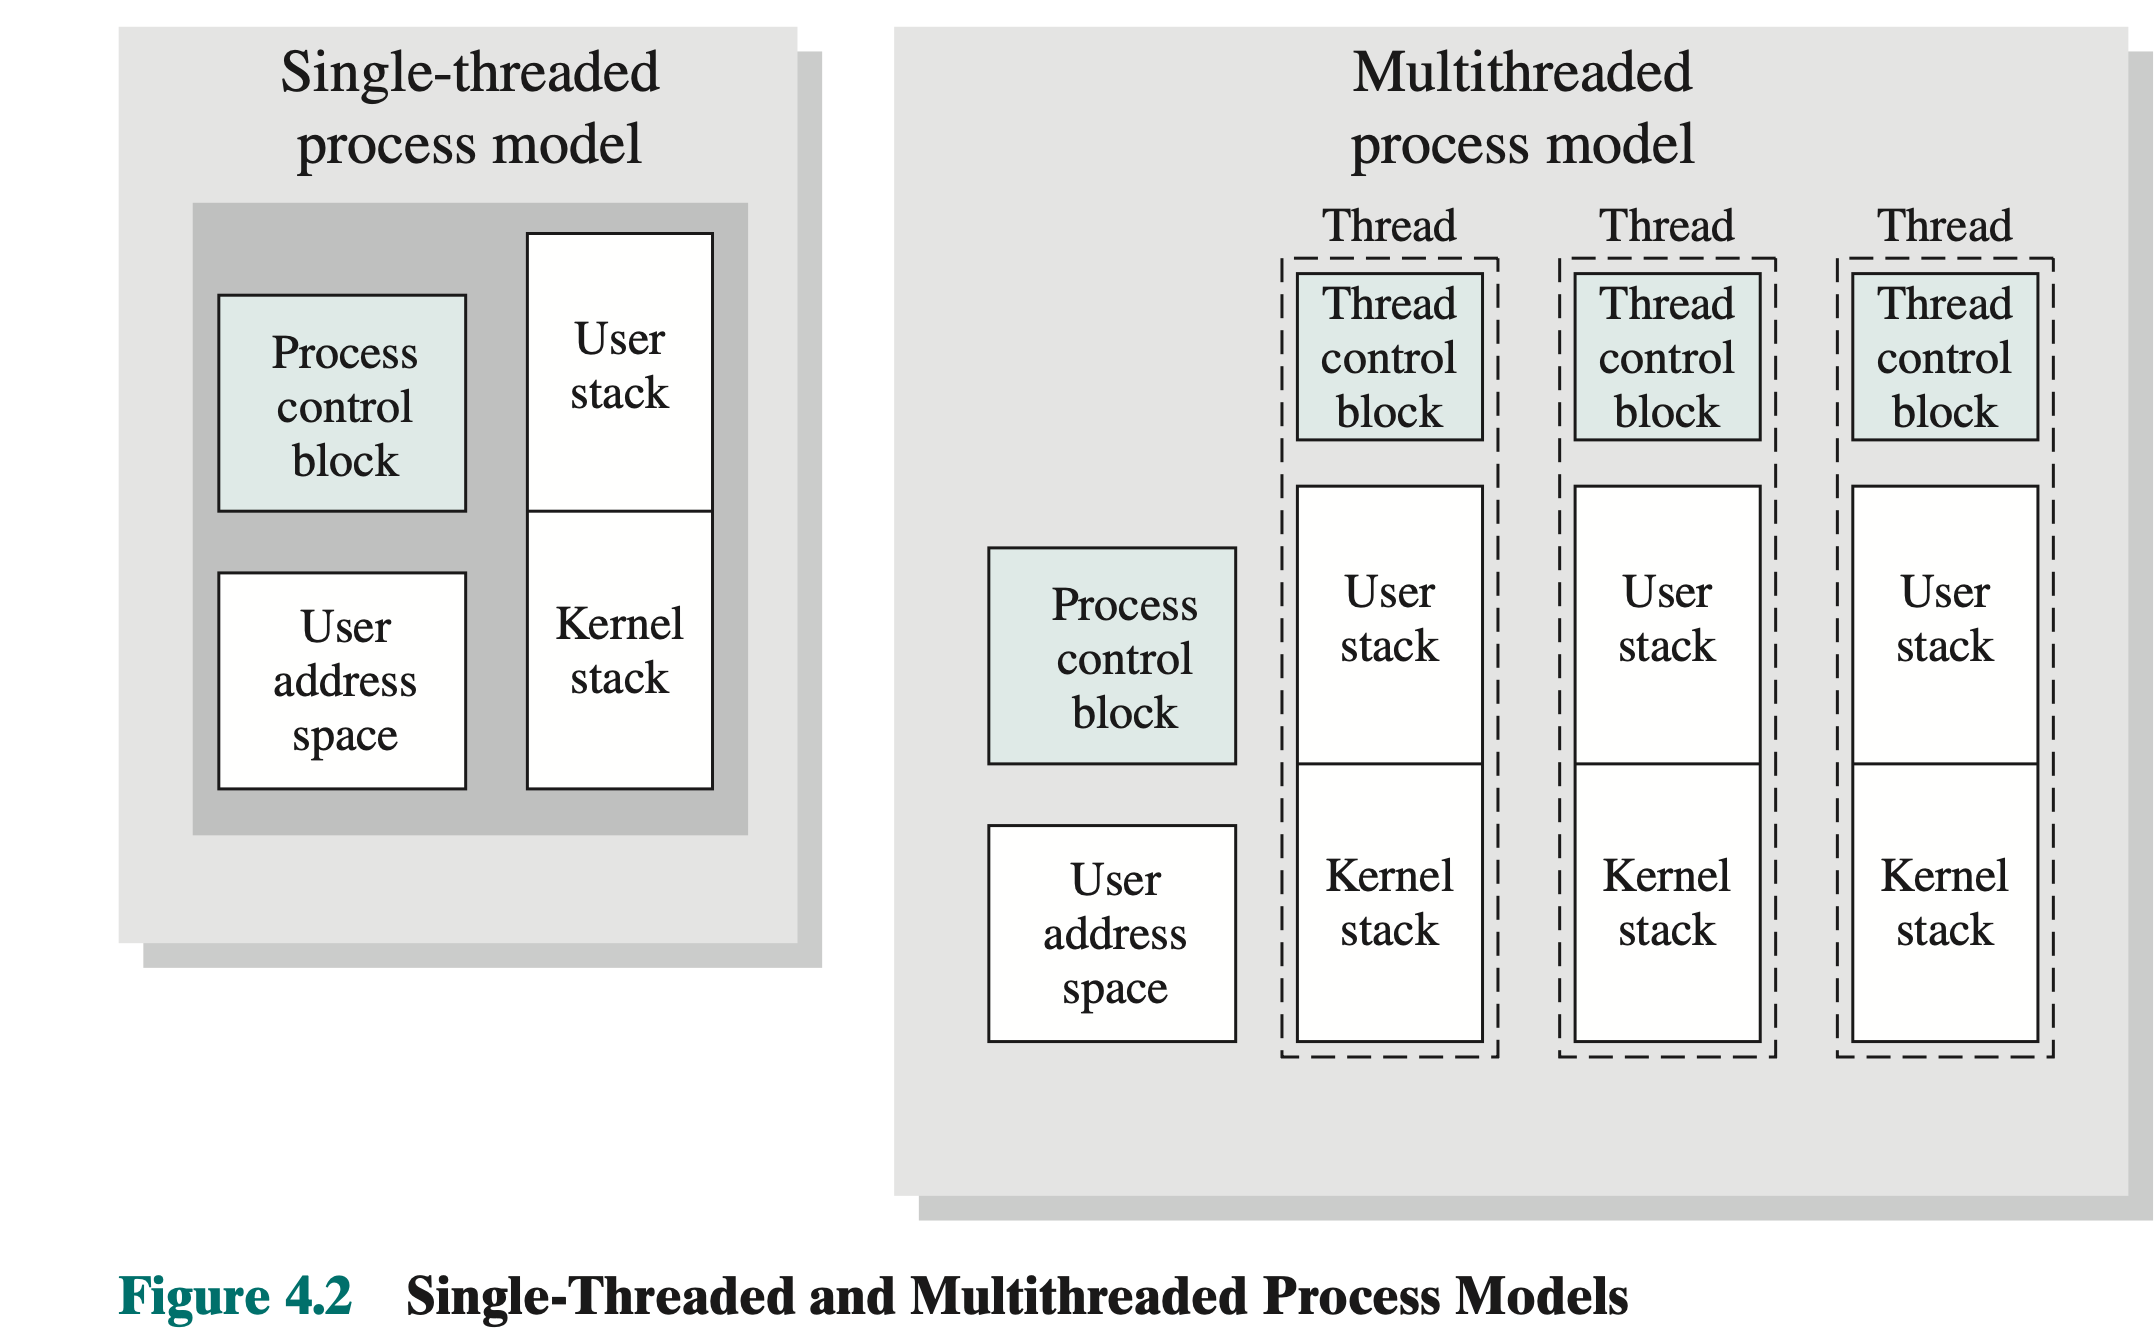 Single-threaded
process model
Process
control
block
User
stack
User
address
space
Kernel
stack
Multithreaded
process model
Process
control
block
User
address
space
Thread
Thread
control
block
User
stack
Kernel
stack
Thread
Thread
control
block
User
stack
Kernel
stack
Thread
Thread
control
block
User
stack
Kernel
stack
Figure 4.2 Single-Threaded and Multithreaded Process Models